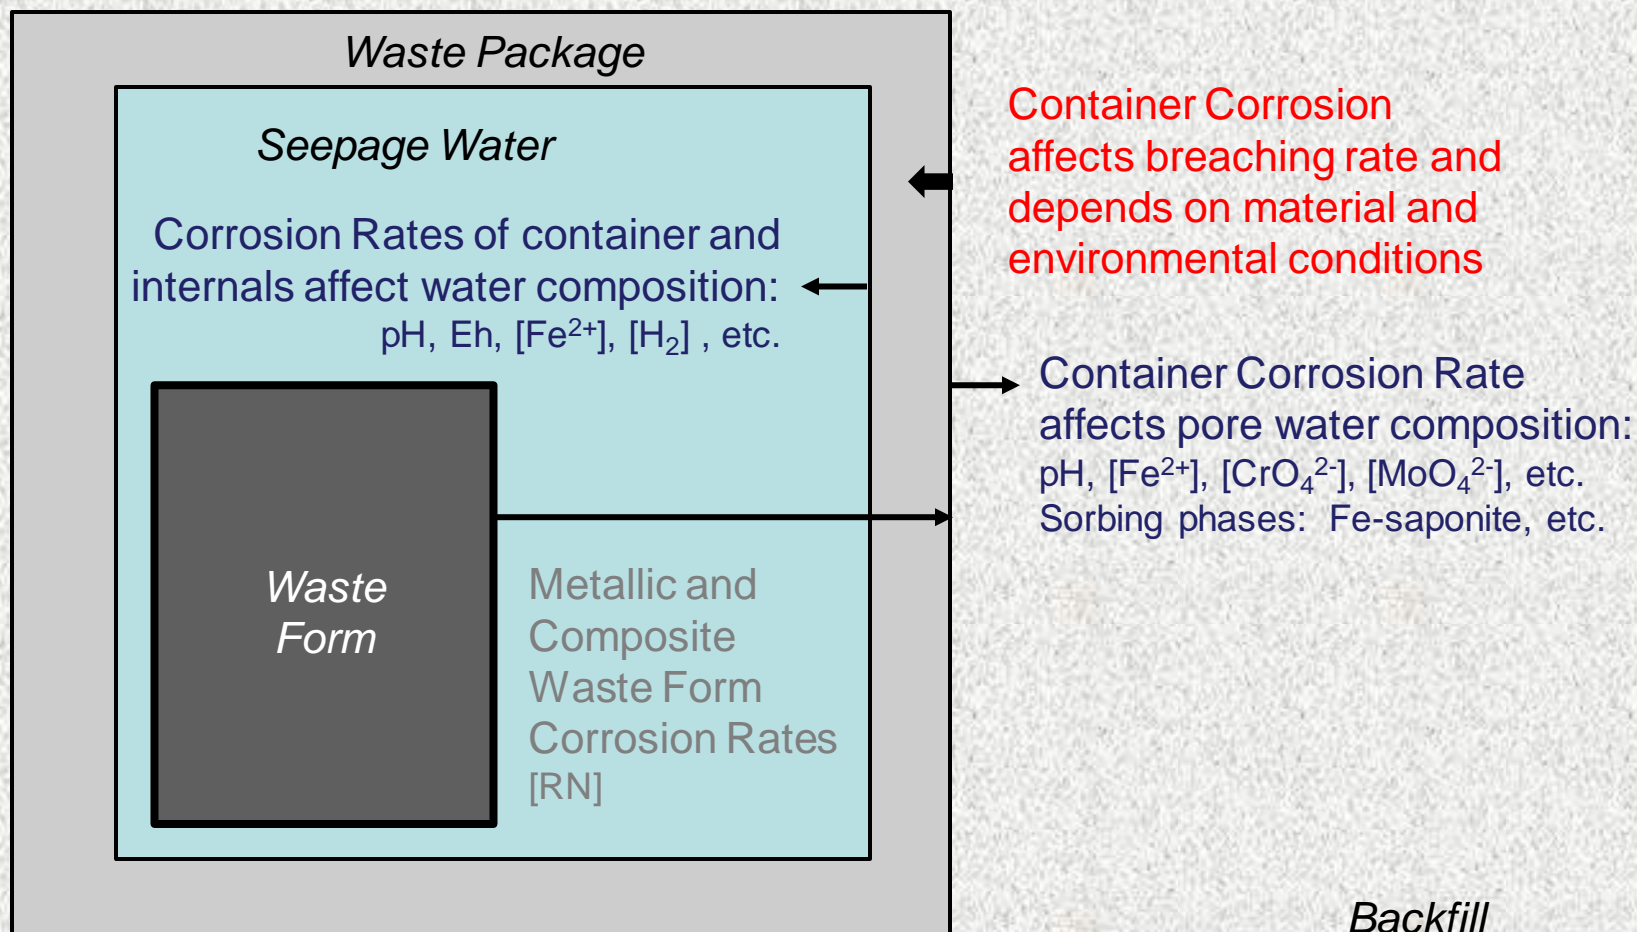 Waste Package
Seepage Water
Corrosion Rates of container and
internals affect water composition:
pH, Eh, [Fe²⁺], [H₂] , etc.
Waste
Form
Metallic and
Composite
Waste Form
Corrosion Rates
[RN]
Container Corrosion
affects breaching rate and
depends on material and
environmental conditions
Container Corrosion Rate
affects pore water composition:
pH, [Fe²⁺], [CrO₄²⁻], [MoO₄²⁻], etc.
Sorbing phases: Fe-saponite, etc.
Backfill